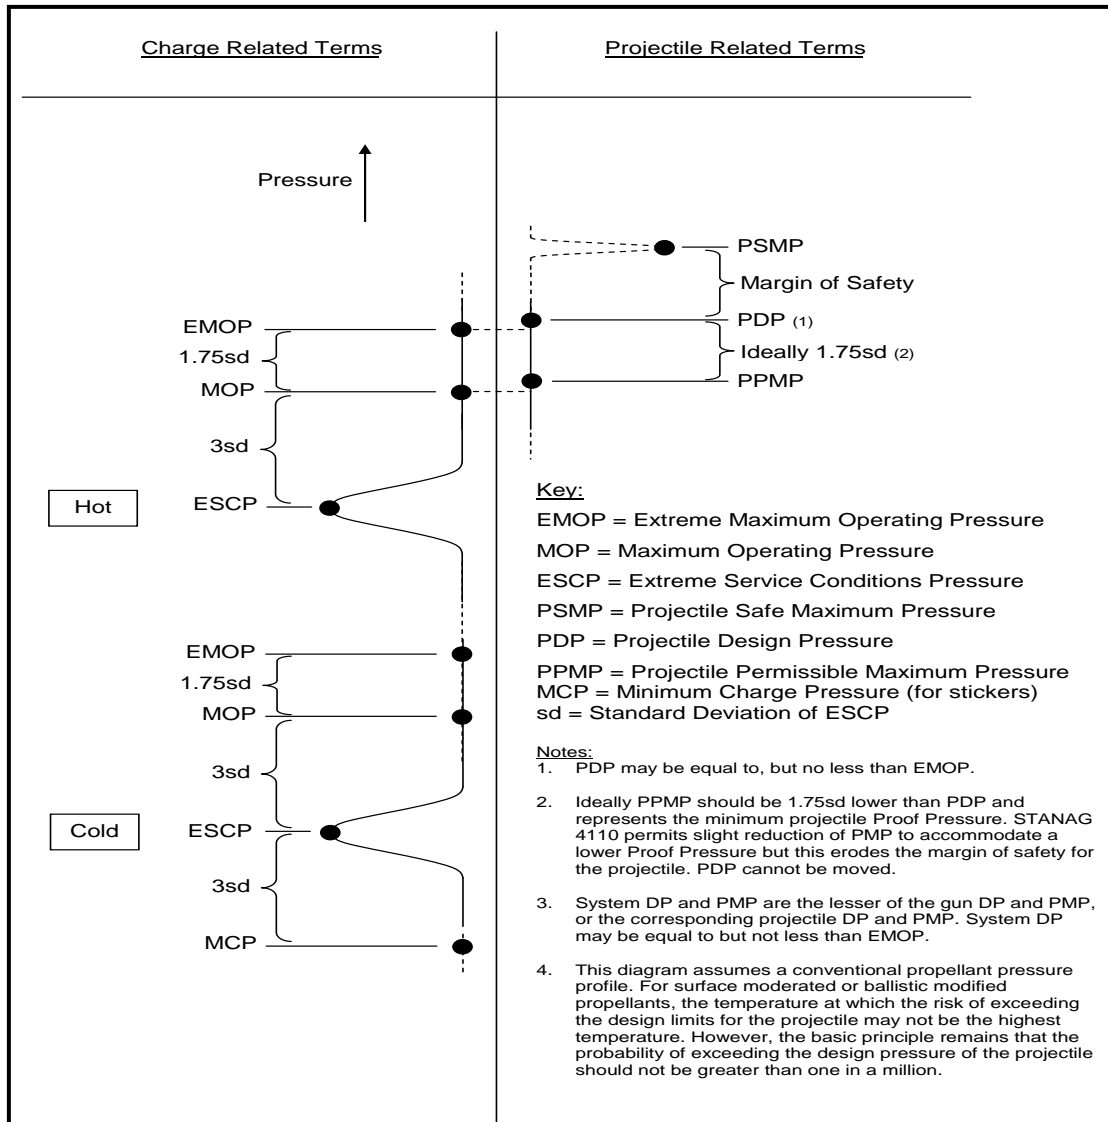 Charge Related Terms
Projectile Related Terms
Pressure
EMOP
1.75sd
MOP
3sd
Hot
ESCP
EMOP
1.75sd
MOP
3sd
Cold
ESCP
3sd
MCP
PSMP
Margin of Safety
PDP (1)
Ideally 1.75sd (2)
PPMP
Key:
EMOP = Extreme Maximum Operating Pressure
MOP = Maximum Operating Pressure
ESCP = Extreme Service Conditions Pressure
PSMP = Projectile Safe Maximum Pressure
PDP = Projectile Design Pressure
PPMP = Projectile Permissible Maximum Pressure
MCP = Minimum Charge Pressure (for stickers)
sd = Standard Deviation of ESCP
Notes:
1. PDP may be equal to, but no less than EMOP.
2. Ideally PPMP should be 1.75sd lower than PDP and
represents the minimum projectile Proof Pressure. STANAG
4110 permits slight reduction of PMP to accommodate a
lower Proof Pressure but this erodes the margin of safety for
the projectile. PDP cannot be moved.
3. System DP and PMP are the lesser of the gun DP and PMP,
or the corresponding projectile DP and PMP. System DP
may be equal to but not less than EMOP.
4. This diagram assumes a conventional propellant pressure
profile. For surface moderated or ballistic modified
propellants, the temperature at which the risk of exceeding
the design limits for the projectile may not be the highest
temperature. However, the basic principle remains that the
probability of exceeding the design pressure of the projectile
should not be greater than one in a million.